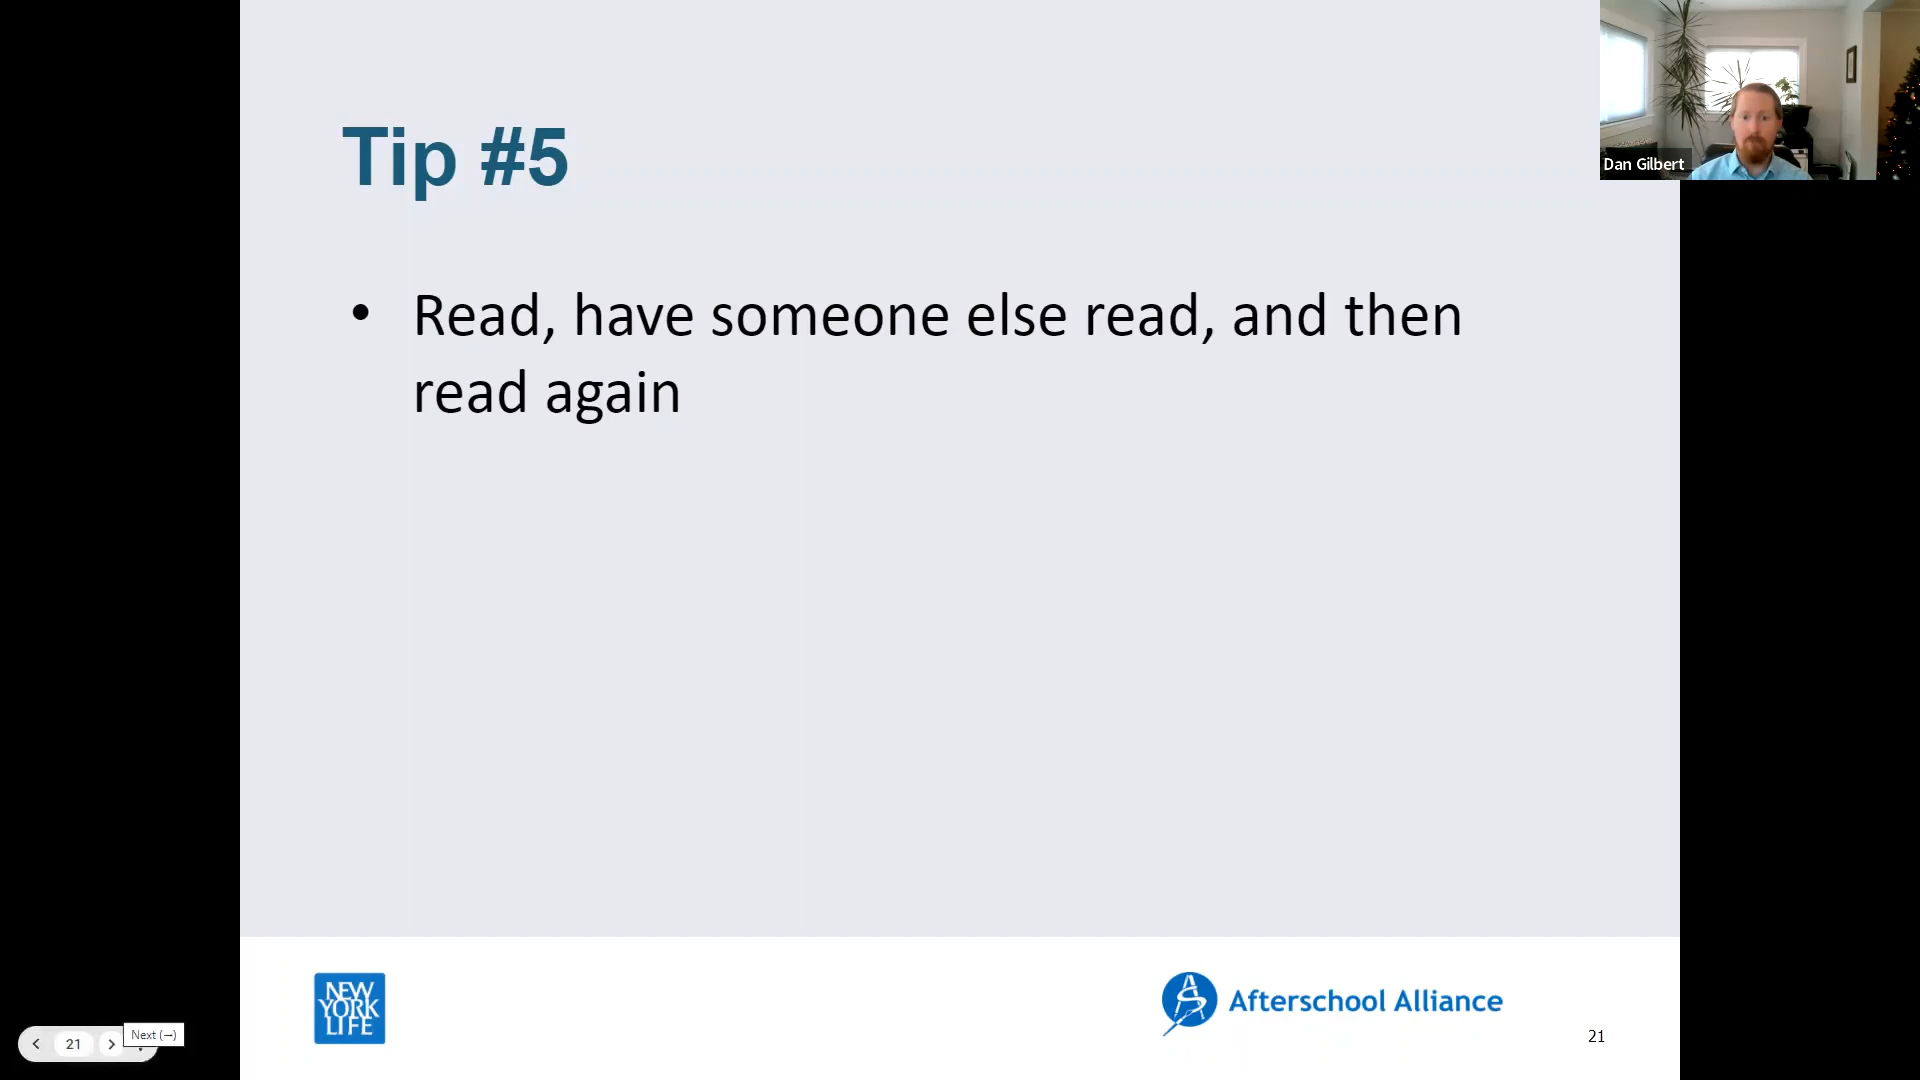 Tip #5
• Read, have someone else read, and then
read again
Dan Gilbert
NEW
YORK
LIFE
Afterschool Alliance
21
21
Next (→)